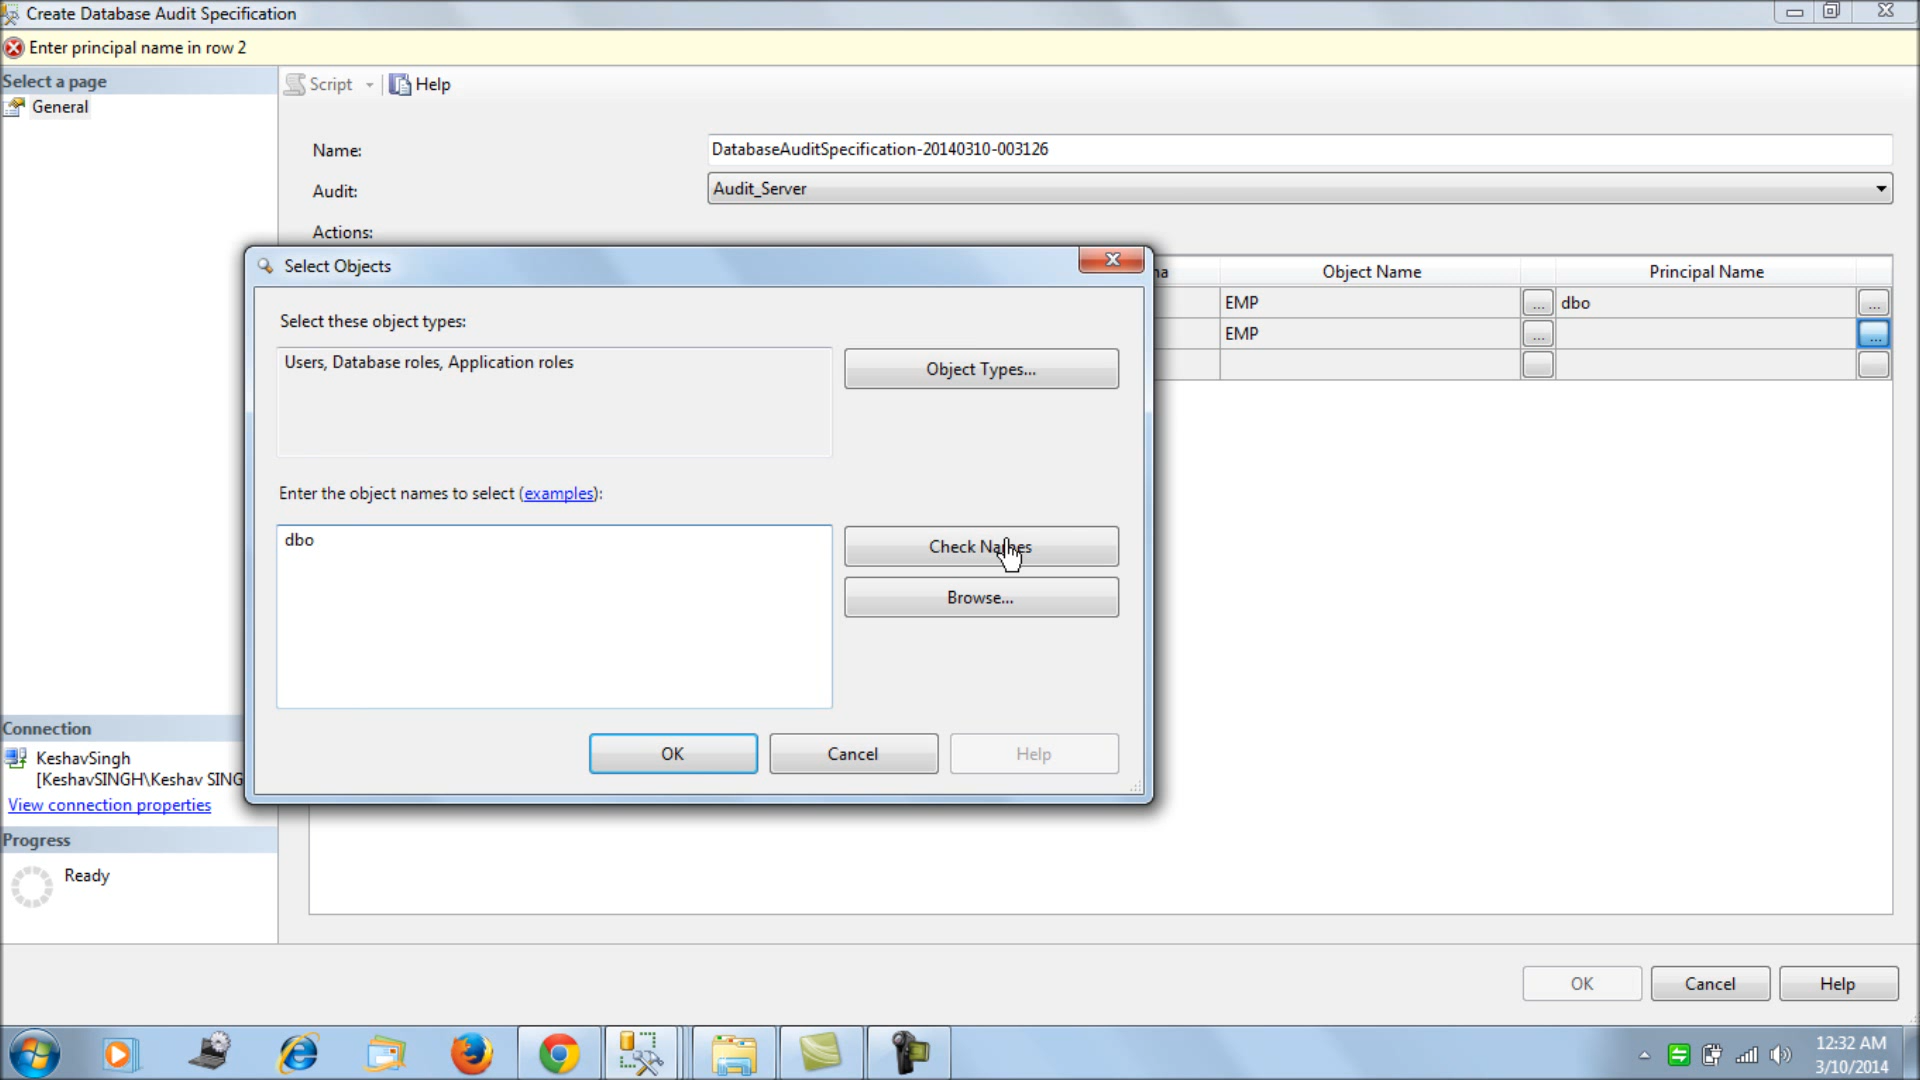 Create Database Audit Specification
Enter principal name in row 2
Select a page
General
Script
Help
Name:
DatabaseAuditSpecification-20140310-003126
Audit:
Audit_Server
Actions:
Object Name
Principal Name
EMP
...
dbo
...
EMP
...
...
Select Objects
Select these object types:
Users, Database roles, Application roles
Object Types...
Enter the object names to select (examples):
dbo
Check Names
Browse...
OK
Cancel
Help
Connection
KeshavSingh
[KeshavSINGH\Keshav SING
View connection properties
Progress
Ready
OK
Cancel
Help
12:32 AM
3/10/2014